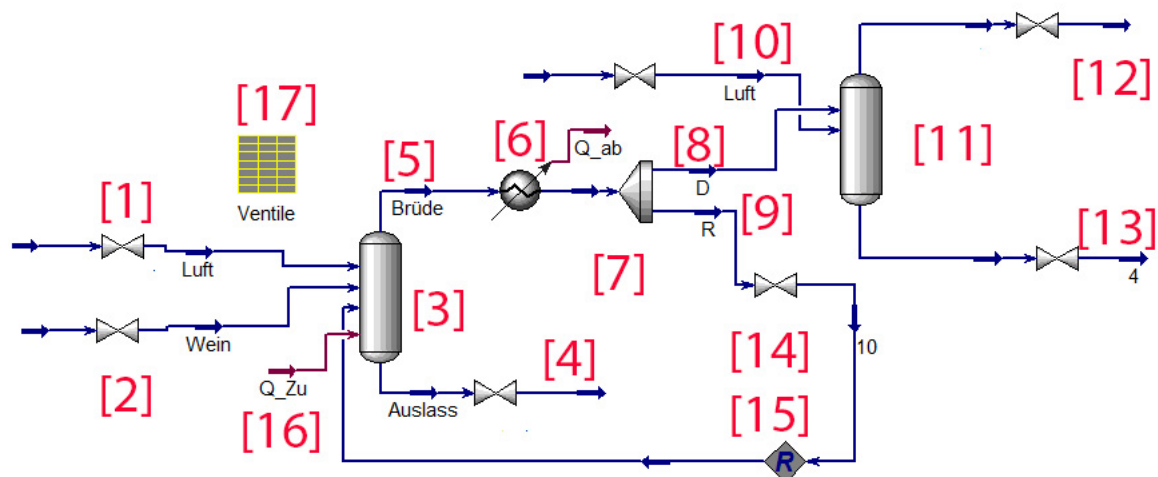 [10]
[12]
Luft
[17]
[6]
Q_ab
[8]
[11]
[5]
D
[1]
Brüde
[9]
R
Ventile
[13]
Luft
4
[7]
[3]
Wein
[14]
10
[4]
[2]
Q_Zu
Auslass
[15]
[16]
R